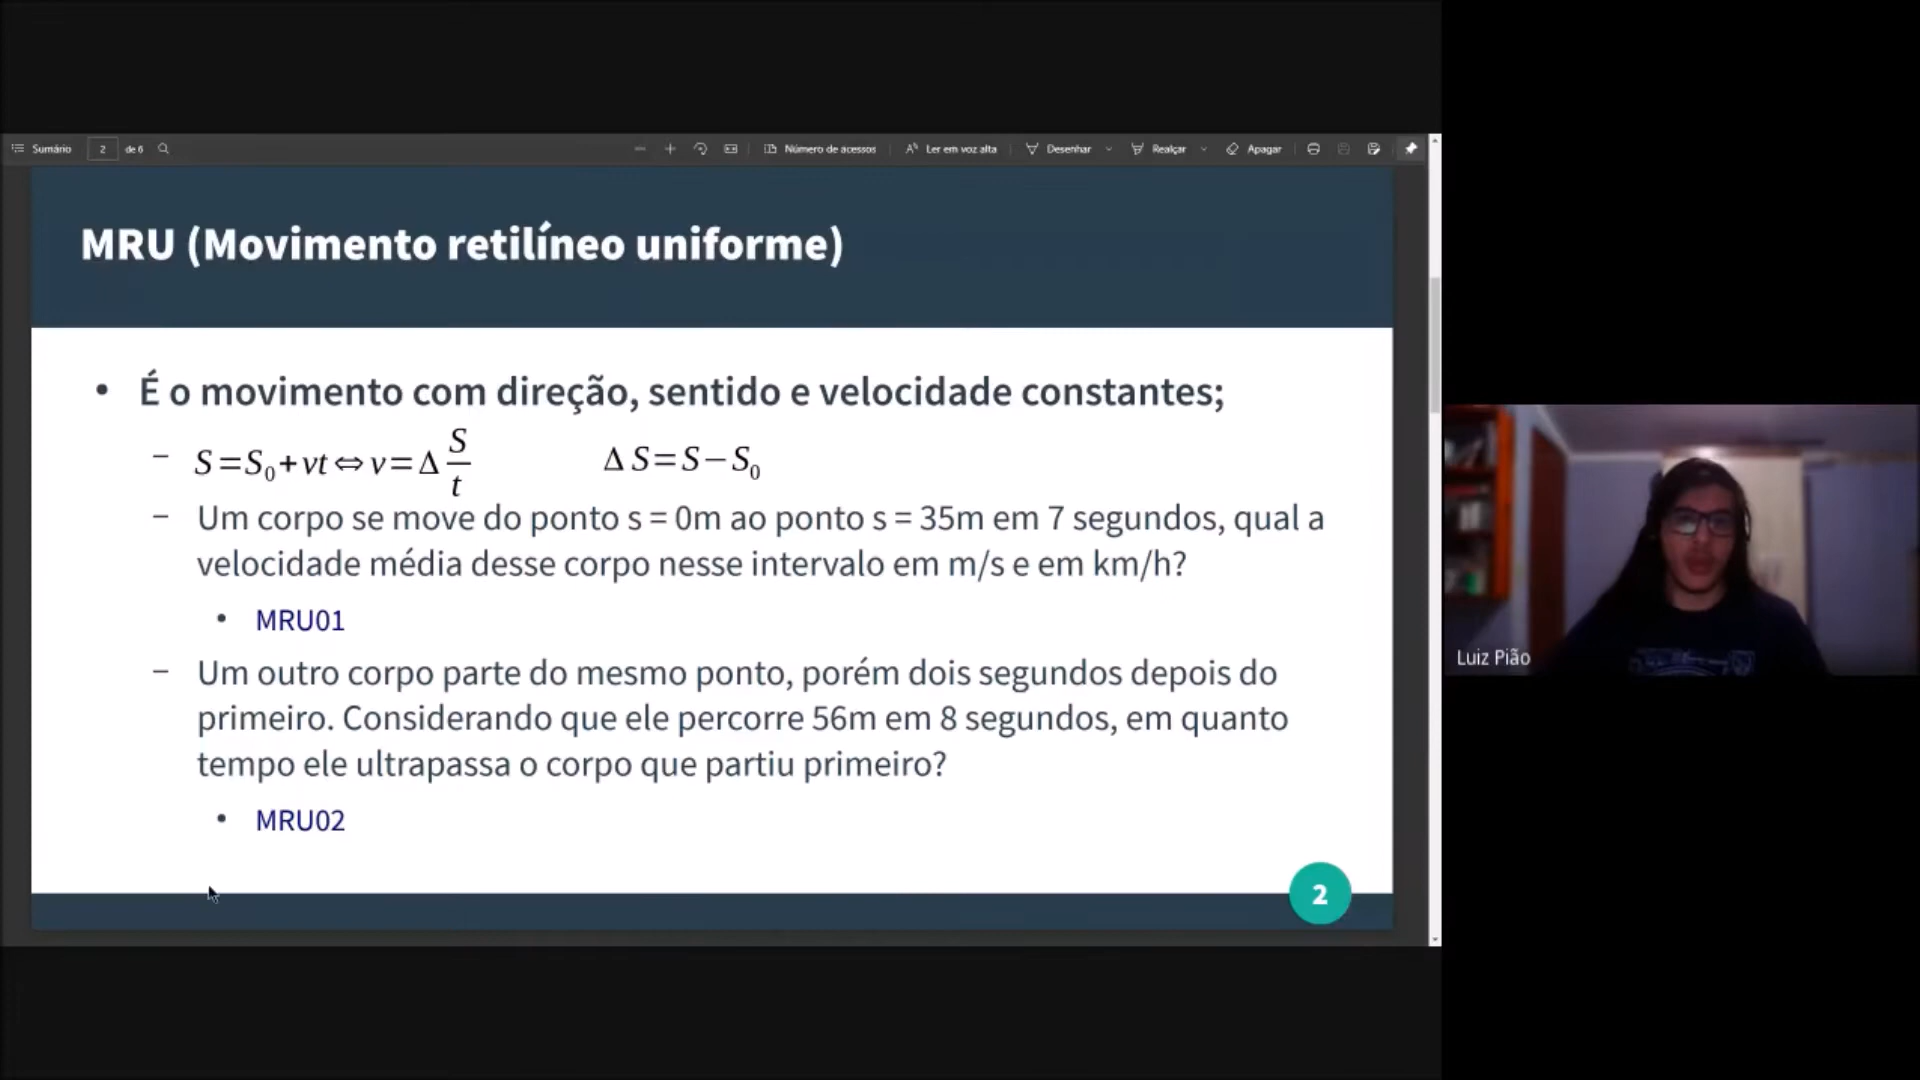 Sumário 2 de 6 Número de acessos Ler em voz alta Desenhar Realçar Apagar
MRU (Movimento retilíneo uniforme)
• É o movimento com direção, sentido e velocidade constantes;
– S=S₀+vt⇔v=Δ S/t ΔS=S−S₀
– Um corpo se move do ponto s = 0m ao ponto s = 35m em 7 segundos, qual a
velocidade média desse corpo nesse intervalo em m/s e em km/h?
• MRU01
– Um outro corpo parte do mesmo ponto, porém dois segundos depois do
primeiro. Considerando que ele percorre 56m em 8 segundos, em quanto
tempo ele ultrapassa o corpo que partiu primeiro?
• MRU02
2
Luiz Pião